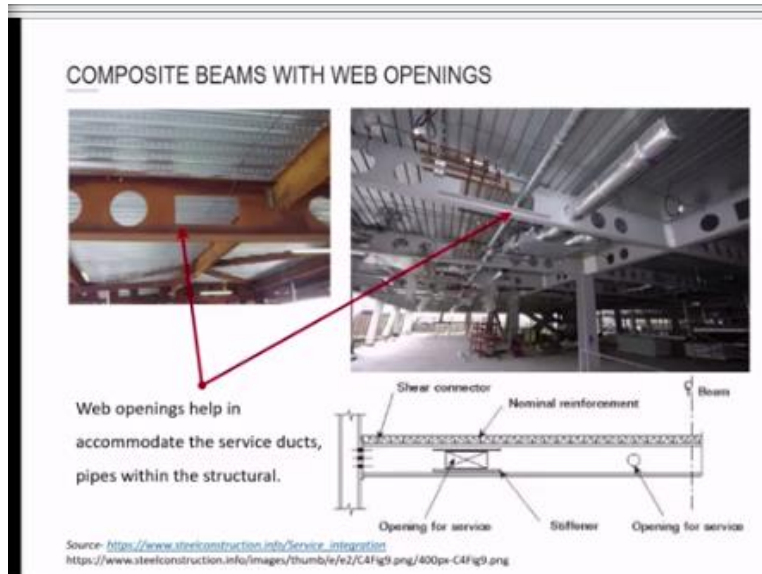 COMPOSITE BEAMS WITH WEB OPENINGS
Web openings help in
accommodate the service ducts,
pipes within the structural.
Shear connector
Nominal reinforcement
Beam
Opening for service
Stiffener
Opening for service
Source- https://www.steelconstruction.info/Service_integration
https://www.steelconstruction.info/images/thumb/e/e2/C4Fig9.png/400px-C4Fig9.png